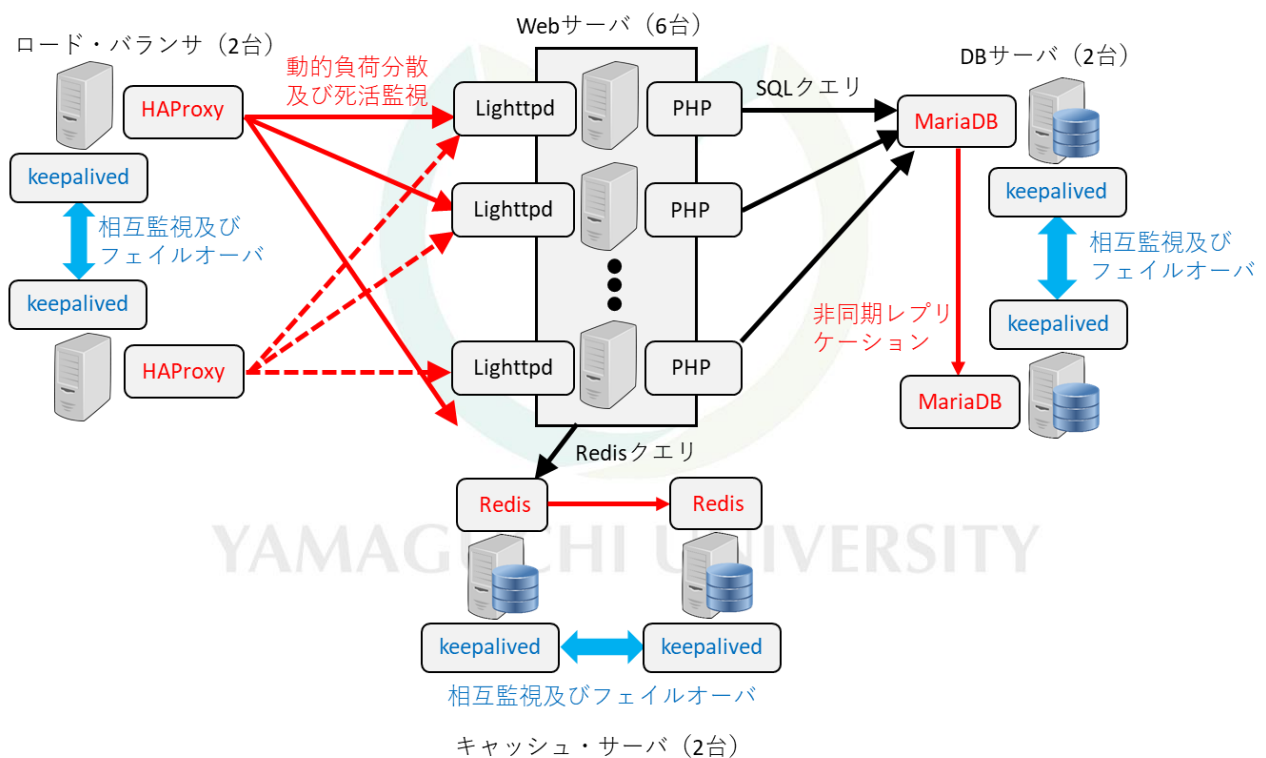 ロード・バランサ（2台）
HAProxy
keepalived
相互監視及び
フェイルオーバ
keepalived
HAProxy
動的負荷分散
及び死活監視
Webサーバ（6台）
Lighttpd
PHP
Lighttpd
PHP
Lighttpd
PHP
SQLクエリ
DBサーバ（2台）
MariaDB
keepalived
相互監視及び
フェイルオーバ
keepalived
非同期レプリ
ケーション
MariaDB
Redisクエリ
Redis
Redis
YAMAGUCHI UNIVERSITY
keepalived
keepalived
相互監視及びフェイルオーバ
キャッシュ・サーバ（2台）